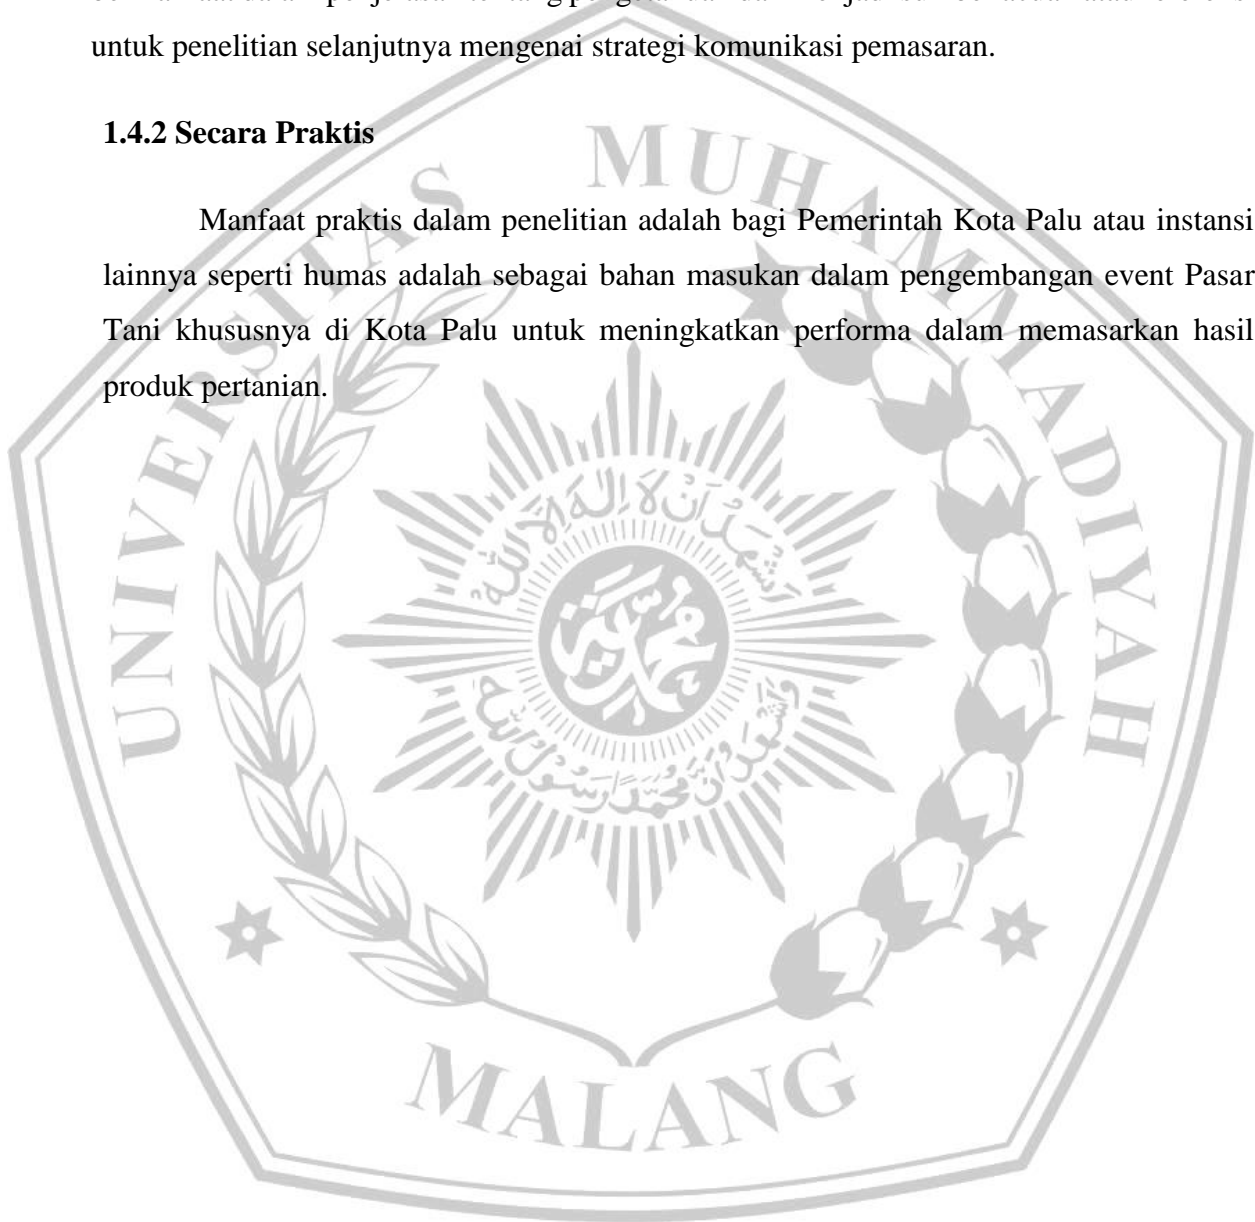 untuk penelitian selanjutnya mengenai strategi komunikasi pemasaran.
1.4.2 Secara Praktis
Manfaat praktis dalam penelitian adalah bagi Pemerintah Kota Palu atau instansi
lainnya seperti humas adalah sebagai bahan masukan dalam pengembangan event Pasar
Tani khususnya di Kota Palu untuk meningkatkan performa dalam memasarkan hasil
produk pertanian.
UNIVERSITAS MUHAMMADIYAH
MALANG